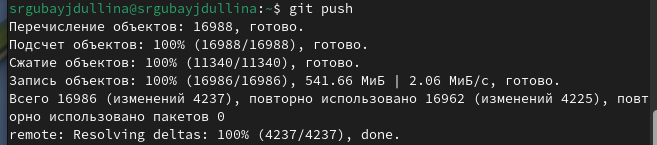 srgubayjdullina@srgubayjdullina:~$ git push
Перечисление объектов: 16988, готово.
Подсчет объектов: 100% (16988/16988), готово.
Сжатие объектов: 100% (11340/11340), готово.
Запись объектов: 100% (16986/16986), 541.66 МиБ | 2.06 МиБ/с, готово.
Всего 16986 (изменений 4237), повторно использовано 16962 (изменений 4225), повт
орно использовано пакетов 0
remote: Resolving deltas: 100% (4237/4237), done.